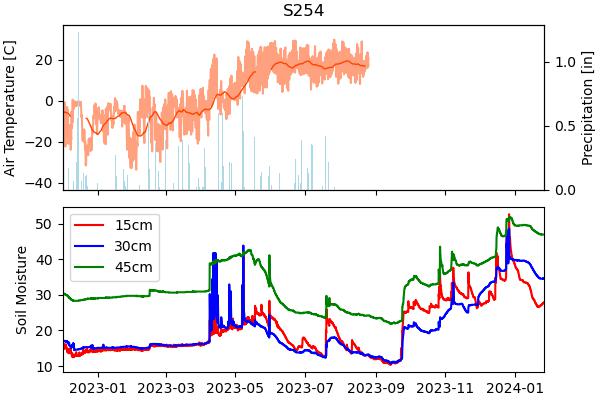 S254
Air Temperature [C]
20
0
−20
−40
1.0
0.5
0.0
Precipitation [in]
Soil Moisture
50
40
30
20
10
15cm
30cm
45cm
2023-01 2023-03 2023-05 2023-07 2023-09 2023-11 2024-01